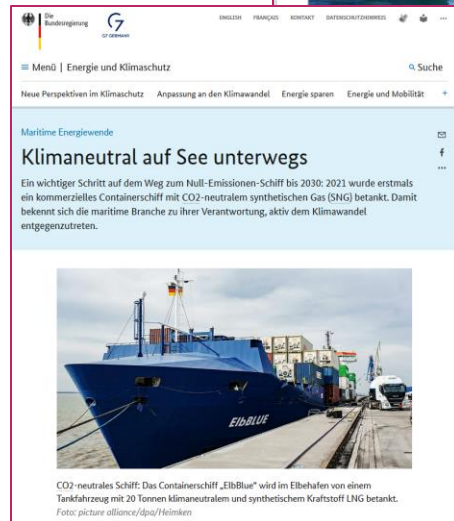 Die
Bundesregierung
G7 GERMANY
ENGLISH FRANÇAIS KONTAKT DATENSCHUTZHINWEIS
Menü | Energie und Klimaschutz
Suche
Neue Perspektiven im Klimaschutz Anpassung an den Klimawandel Energie sparen Energie und Mobilität +
Maritime Energiewende
Klimaneutral auf See unterwegs
Ein wichtiger Schritt auf dem Weg zum Null-Emissionen-Schiff bis 2030: 2021 wurde erstmals
ein kommerzielles Containerschiff mit CO2-neutralem synthetischen Gas (SNG) betankt. Damit
bekennt sich die maritime Branche zu ihrer Verantwortung, aktiv dem Klimawandel
entgegenzutreten.
ElbBLUE
CO2-neutrales Schiff: Das Containerschiff „ElbBlue" wird im Elbehafen von einem
Tankfahrzeug mit 20 Tonnen klimaneutralem und synthetischem Kraftstoff LNG betankt.
Foto: picture alliance/dpa/Heimken